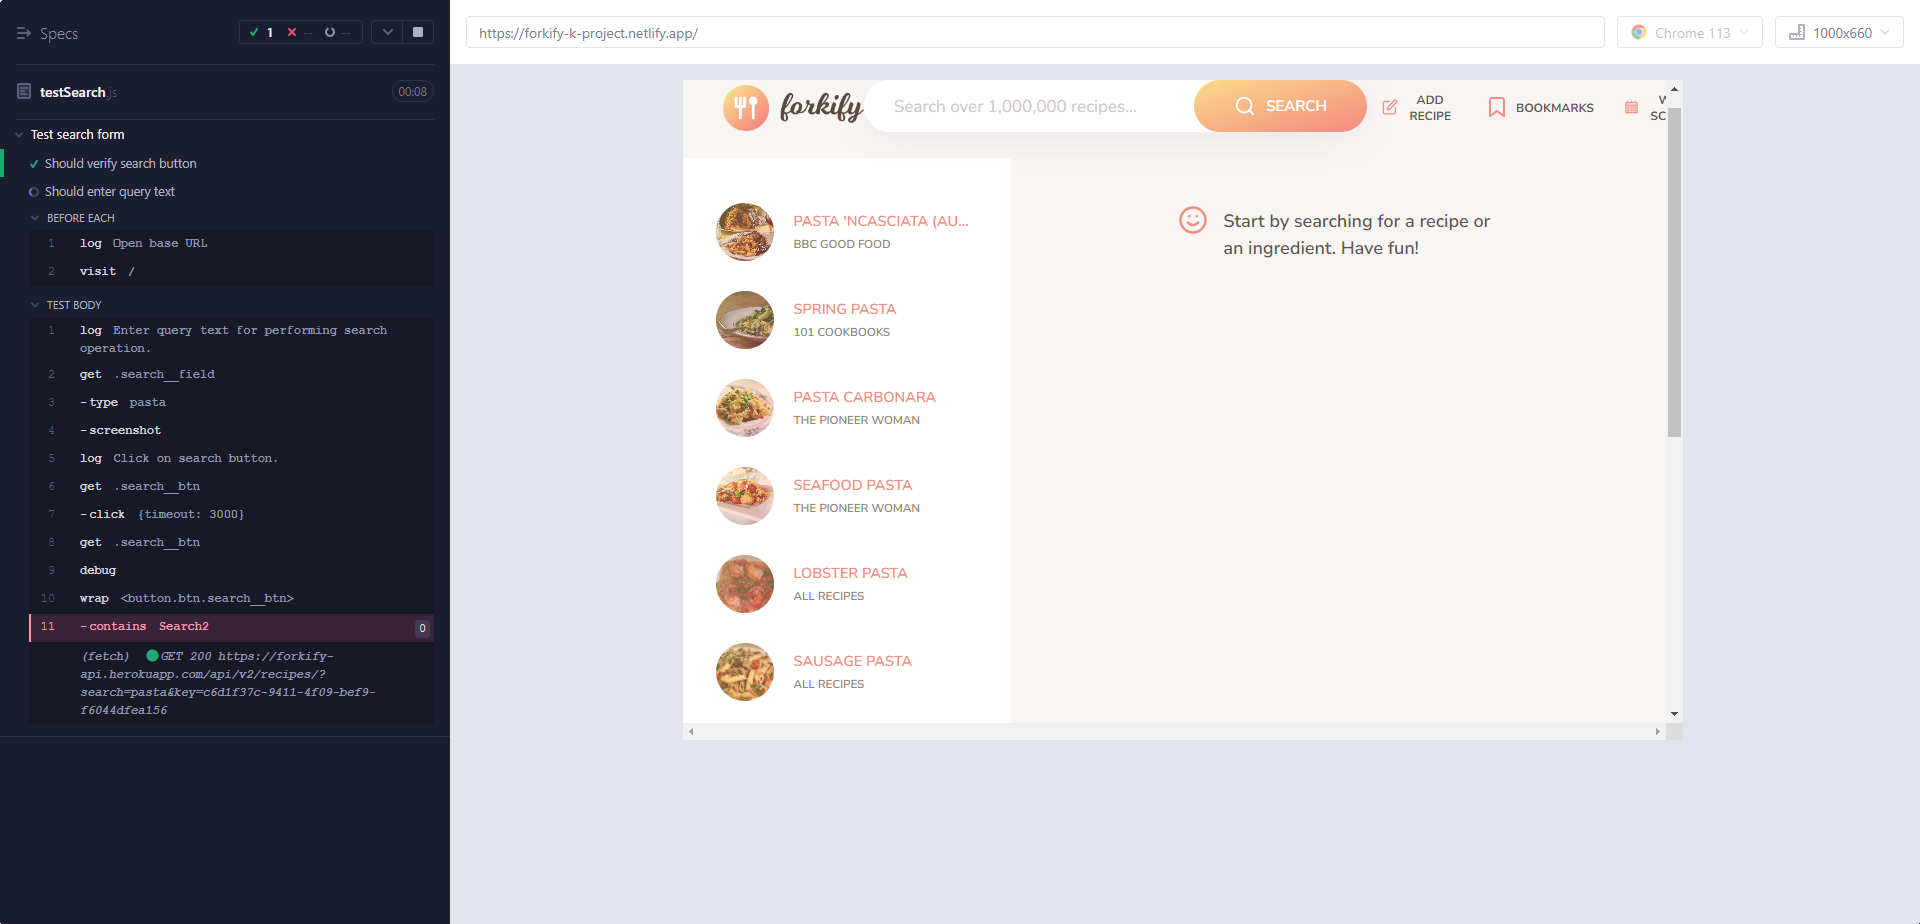 Specs
1
--
--
testSearch.js
00:08
Test search form
Should verify search button
Should enter query text
BEFORE EACH
1 log Open base URL
2 visit /
TEST BODY
1 log Enter query text for performing search
operation.
2 get .search__field
3 -type pasta
4 -screenshot
5 log Click on search button.
6 get .search__btn
7 -click {timeout: 3000}
8 get .search__btn
9 debug
10 wrap <button.btn.search__btn>
11 -contains Search2 0
(fetch) GET 200 https://forkify-
api.herokuapp.com/api/v2/recipes/?
search=pasta&key=c6d1f37c-9411-4f09-bef9-
f6044dfea156
https://forkify-k-project.netlify.app/
Chrome 113
1000x660
forkify
Search over 1,000,000 recipes...
SEARCH
ADD
RECIPE
BOOKMARKS
SC
PASTA 'NCASCIATA (AU...
BBC GOOD FOOD
SPRING PASTA
101 COOKBOOKS
PASTA CARBONARA
THE PIONEER WOMAN
SEAFOOD PASTA
THE PIONEER WOMAN
LOBSTER PASTA
ALL RECIPES
SAUSAGE PASTA
ALL RECIPES
Start by searching for a recipe or
an ingredient. Have fun!